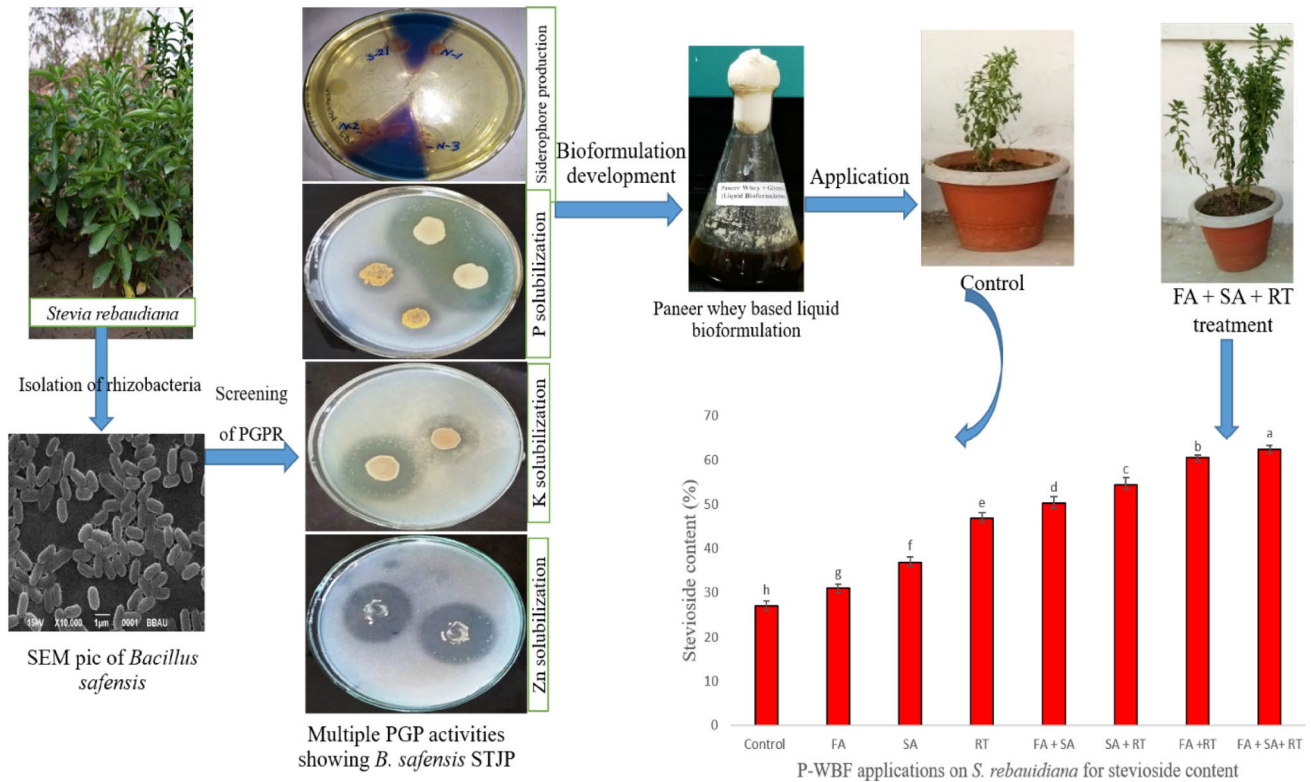 Stevia rebaudiana
Isolation of rhizobacteria
15kV X10,000 1µm 0001 BBAU
SEM pic of Bacillus
safensis
Screening
of PGPR
S-21
N-1
N-2
N-3
Siderophore production
P solubilization
K solubilization
Zn solubilization
Multiple PGP activities
showing B. safensis STJP
Bioformulation
development
Paneer Whey +
(Liquid
Paneer whey based liquid
bioformulation
Application
Control
FA + SA + RT
treatment
Stevioside content (%)
70
60
50
40
30
20
10
0
h
g
f
e
d
c
b
a
Control
FA
SA
RT
FA + SA
SA + RT
FA +RT
FA + SA+ RT
P-WBF applications on S. rebauidiana for stevioside content